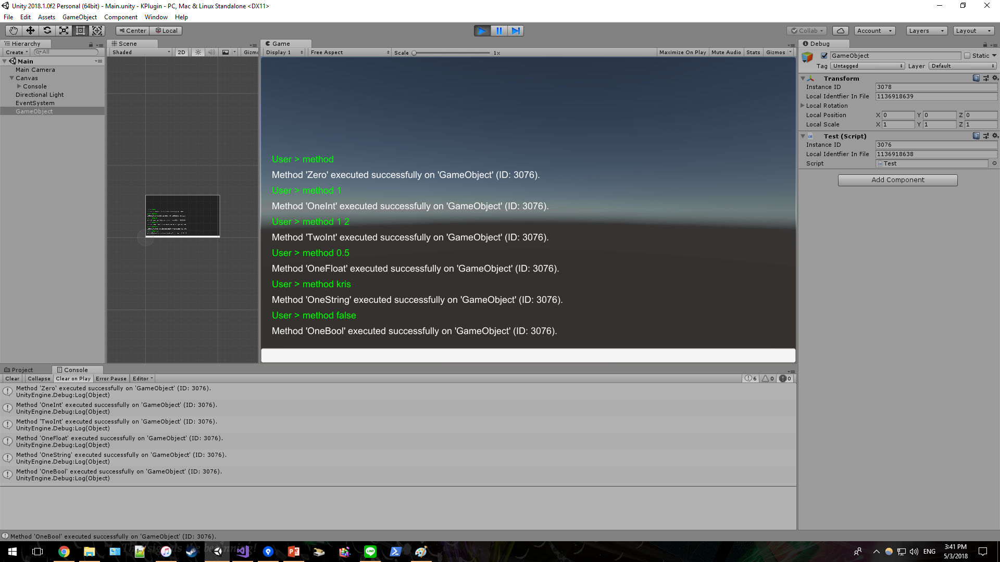 Unity 2018.1.0f2 Personal (64bit) - Main.unity - KPlugin - PC, Mac & Linux Standalone <DX11>
File Edit Assets GameObject Component Window Help
Center Local
Collab Account Layers Layout
Hierarchy
Create All
Main
Main Camera
Canvas
Console
Directional Light
EventSystem
GameObject
Scene
Shaded 2D Gizmo
Game
Display 1 Free Aspect Scale 1x Maximize On Play Mute Audio Stats Gizmos
User > method
Method 'Zero' executed successfully on 'GameObject' (ID: 3076).
User > method 1
Method 'OneInt' executed successfully on 'GameObject' (ID: 3076).
User > method 1 2
Method 'TwoInt' executed successfully on 'GameObject' (ID: 3076).
User > method 0.5
Method 'OneFloat' executed successfully on 'GameObject' (ID: 3076).
User > method kris
Method 'OneString' executed successfully on 'GameObject' (ID: 3076).
User > method false
Method 'OneBool' executed successfully on 'GameObject' (ID: 3076).
Debug
GameObject Static
Tag Untagged Layer Default
Transform
Instance ID 3078
Local Identfier In File 1136918639
Local Rotation
Local Position X 0 Y 0 Z 0
Local Scale X 1 Y 1 Z 1
Test (Script)
Instance ID 3076
Local Identfier In File 1136918638
Script Test
Add Component
Project Console
Clear Collapse Clear on Play Error Pause Editor 6 0 0
Method 'Zero' executed successfully on 'GameObject' (ID: 3076).
UnityEngine.Debug:Log(Object)
Method 'OneInt' executed successfully on 'GameObject' (ID: 3076).
UnityEngine.Debug:Log(Object)
Method 'TwoInt' executed successfully on 'GameObject' (ID: 3076).
UnityEngine.Debug:Log(Object)
Method 'OneFloat' executed successfully on 'GameObject' (ID: 3076).
UnityEngine.Debug:Log(Object)
Method 'OneString' executed successfully on 'GameObject' (ID: 3076).
UnityEngine.Debug:Log(Object)
Method 'OneBool' executed successfully on 'GameObject' (ID: 3076).
UnityEngine.Debug:Log(Object)
Method 'OneBool' executed successfully on 'GameObject' (ID: 3076).
LINE
ENG
3:41 PM
5/3/2018